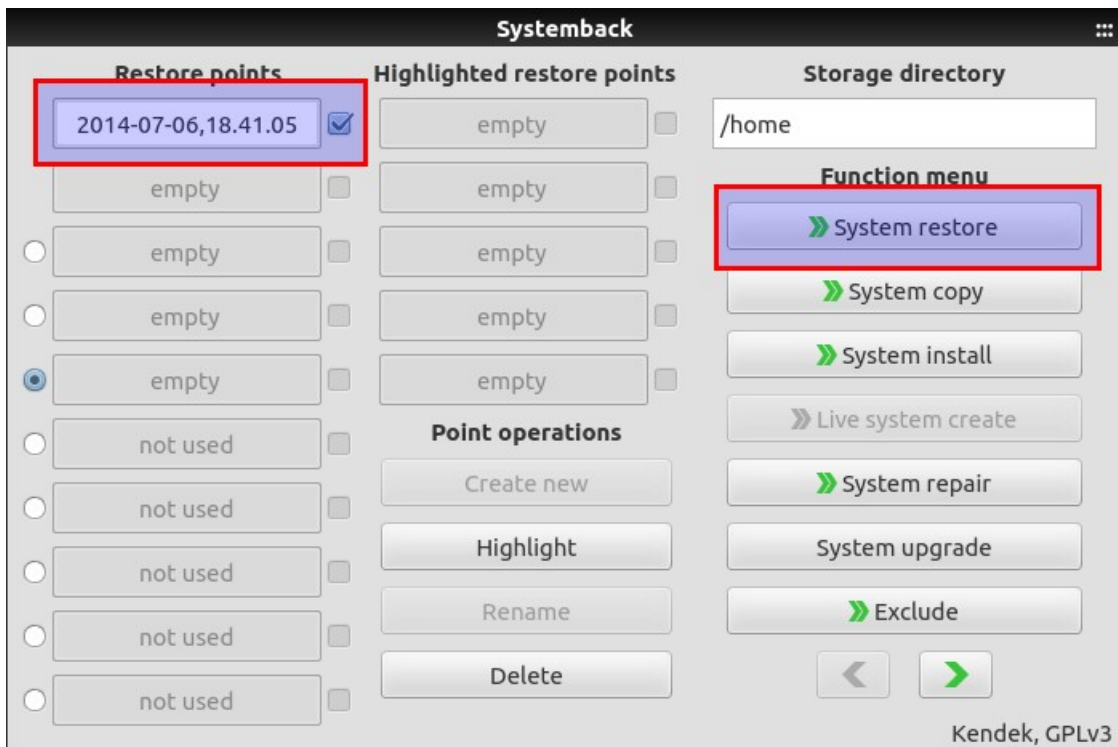 Systemback
Restore points
2014-07-06,18.41.05
empty
empty
empty
empty
not used
not used
not used
not used
not used
Highlighted restore points
empty
empty
empty
empty
empty
Point operations
Create new
Highlight
Rename
Delete
Storage directory
/home
Function menu
System restore
System copy
System install
Live system create
System repair
System upgrade
Exclude
Kendek, GPLv3